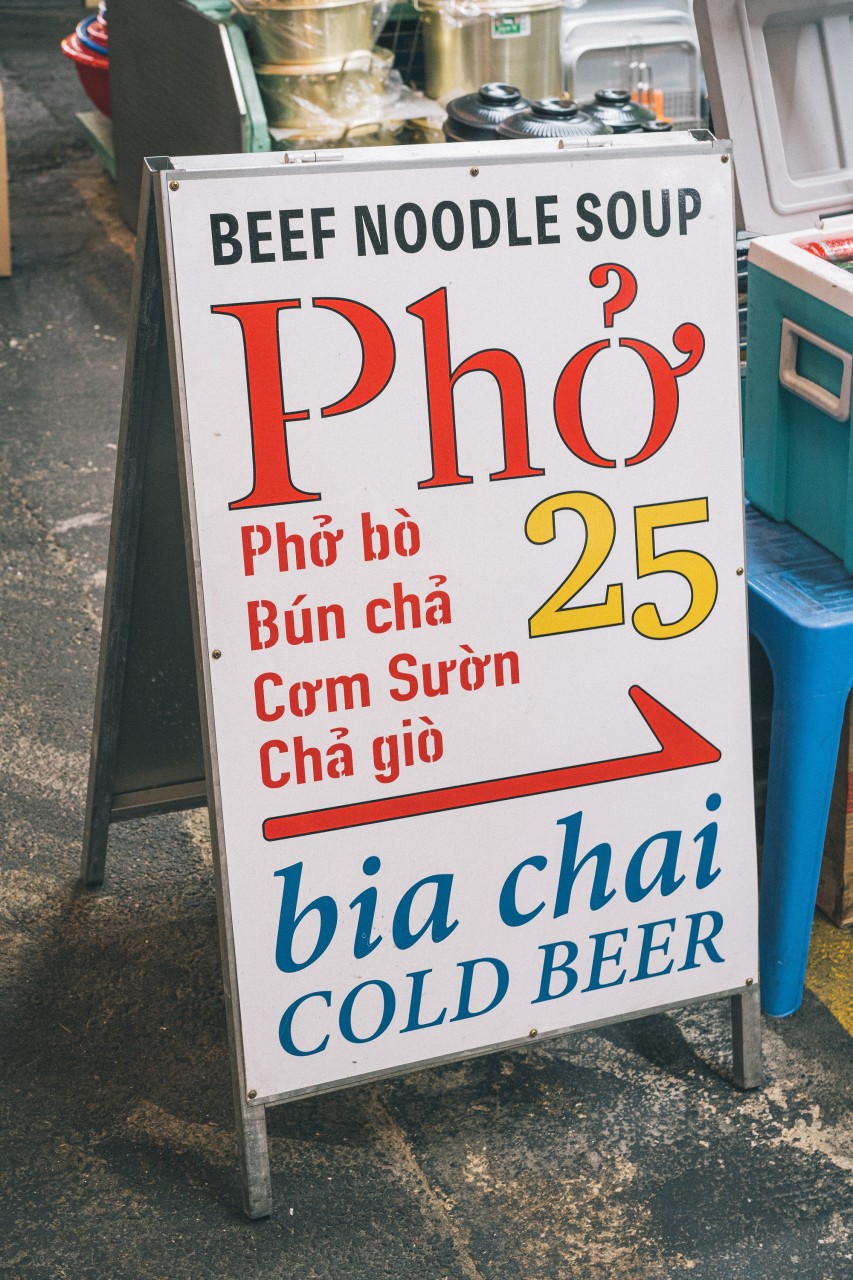 BEEF NOODLE SOUP
Phở
25
Phở bò
Bún chả
Cơm Sườn
Chả giò
bia chai
COLD BEER